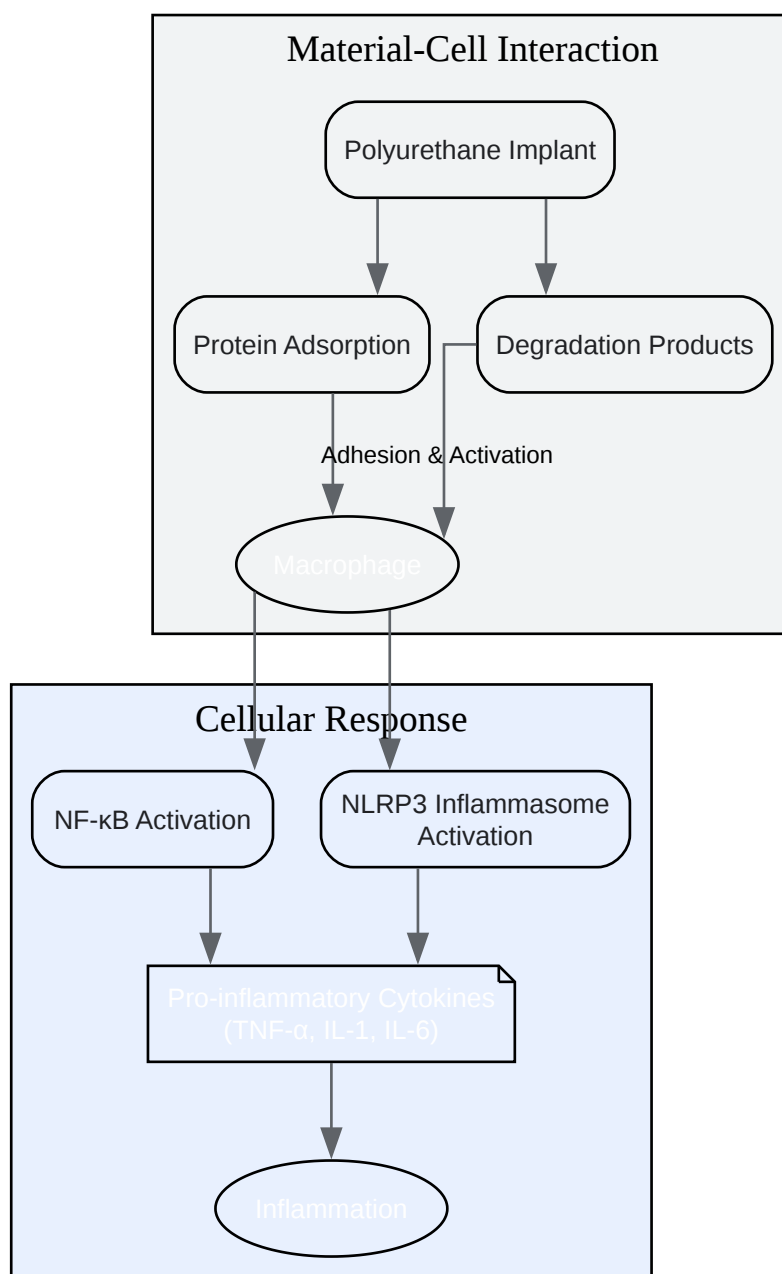 Material-Cell Interaction
Polyurethane Implant
Protein Adsorption
Degradation Products
Adhesion & Activation
Macrophage
Cellular Response
NF-κB Activation
NLRP3 Inflammasome
Activation
Pro-inflammatory Cytokines
(TNF-α, IL-1, IL-6)
Inflammation